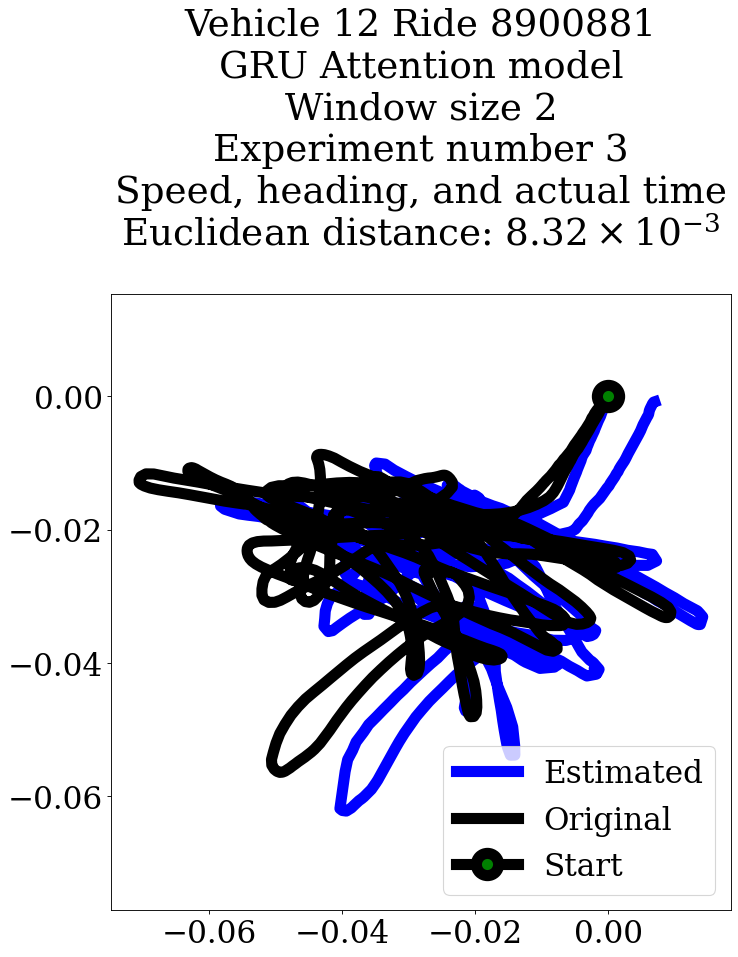 Vehicle 12 Ride 8900881
GRU Attention model
Window size 2
Experiment number 3
Speed, heading, and actual time
Euclidean distance: 8.32 × 10⁻³
0.00
−0.02
−0.04
−0.06
Estimated
Original
Start
−0.06 −0.04 −0.02 0.00